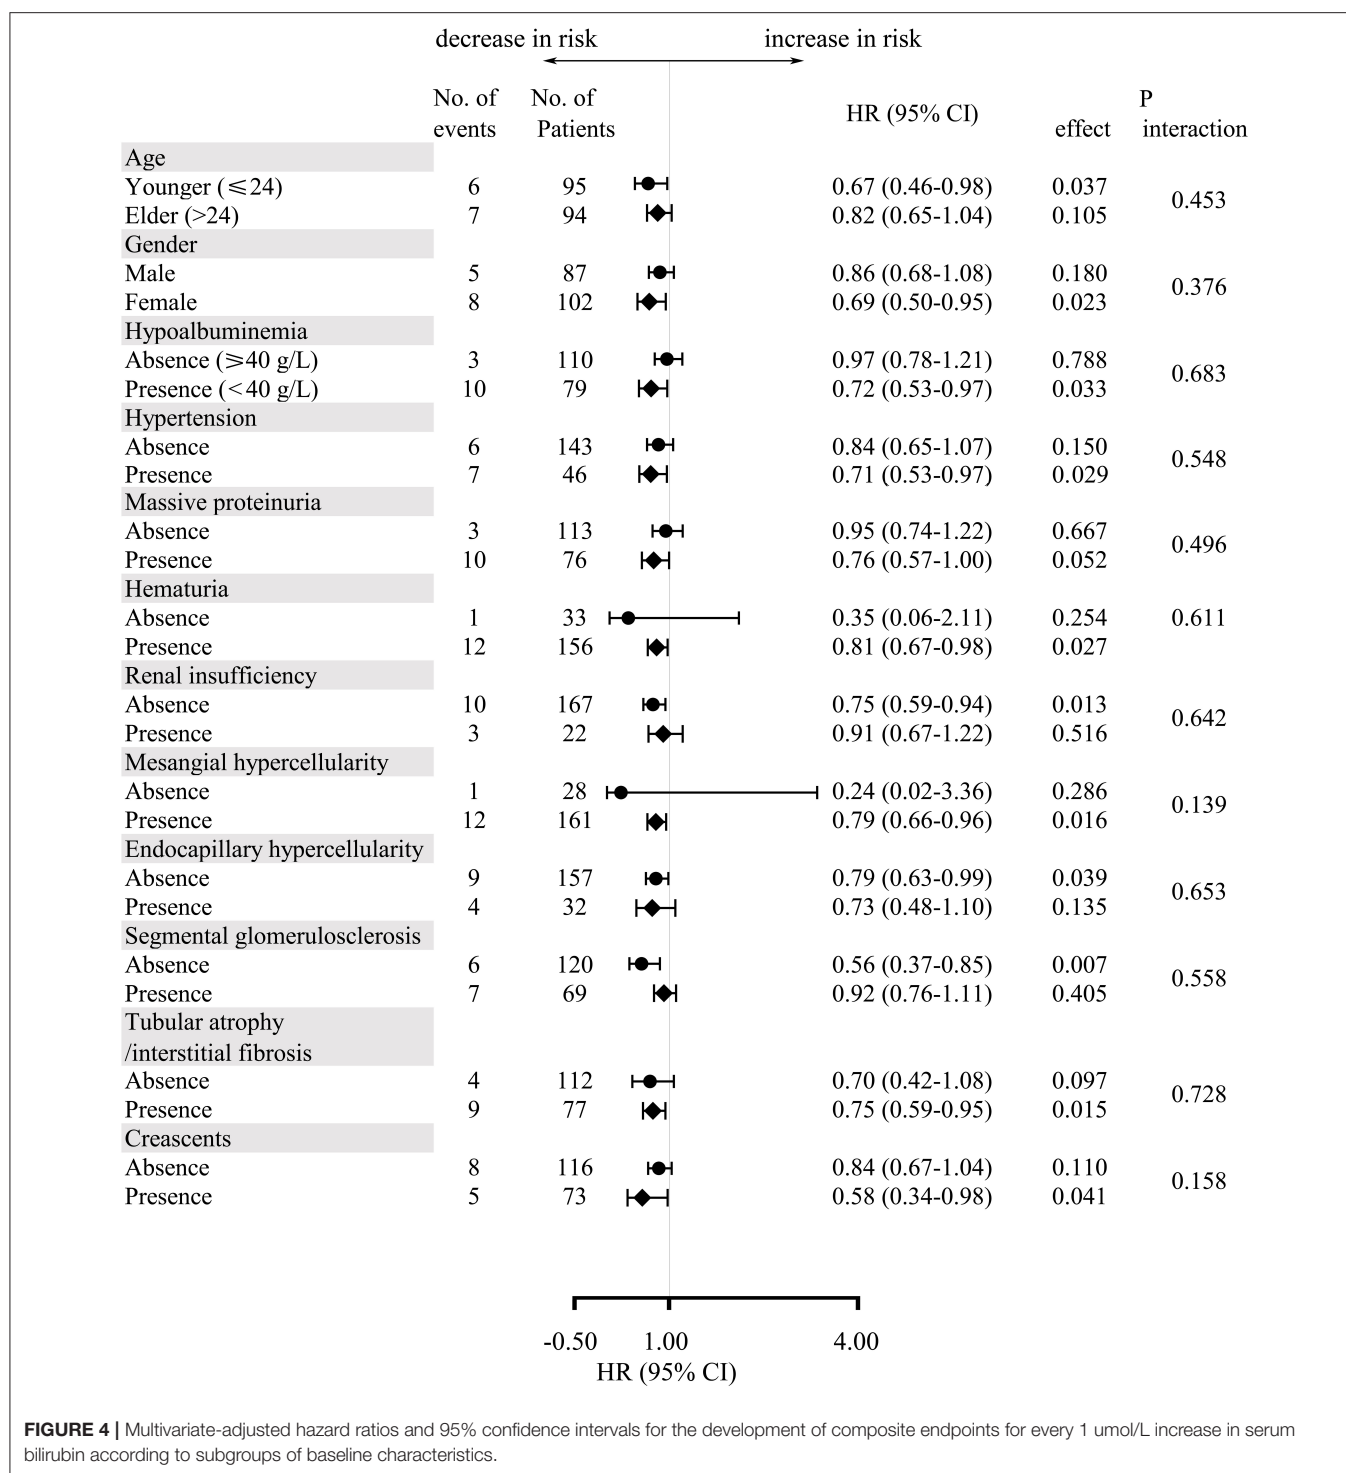 decrease in risk increase in risk
No. of No. of P
HR (95% CI)
events Patients effect interaction
Age
Younger (⩽24) 6 95 0.67 (0.46-0.98) 0.037
0.453
Elder (>24) 7 94 0.82 (0.65-1.04) 0.105
Gender
Male 5 87 0.86 (0.68-1.08) 0.180
0.376
Female 8 102 0.69 (0.50-0.95) 0.023
Hypoalbuminemia
Absence (⩾40 g/L) 3 110 0.97 (0.78-1.21) 0.788
0.683
Presence (<40 g/L) 10 79 0.72 (0.53-0.97) 0.033
Hypertension
Absence 6 143 0.84 (0.65-1.07) 0.150
0.548
Presence 7 46 0.71 (0.53-0.97) 0.029
Massive proteinuria
Absence 3 113 0.95 (0.74-1.22) 0.667
0.496
Presence 10 76 0.76 (0.57-1.00) 0.052
Hematuria
Absence 1 33 0.35 (0.06-2.11) 0.254 0.611
Presence 12 156 0.81 (0.67-0.98) 0.027
Renal insufficiency
Absence 10 167 0.75 (0.59-0.94) 0.013
0.642
Presence 3 22 0.91 (0.67-1.22) 0.516
Mesangial hypercellularity
Absence 1 28 0.24 (0.02-3.36) 0.286
0.139
Presence 12 161 0.79 (0.66-0.96) 0.016
Endocapillary hypercellularity
Absence 9 157 0.79 (0.63-0.99) 0.039
0.653
Presence 4 32 0.73 (0.48-1.10) 0.135
Segmental glomerulosclerosis
Absence 6 120 0.56 (0.37-0.85) 0.007
0.558
Presence 7 69 0.92 (0.76-1.11) 0.405
Tubular atrophy
/interstitial fibrosis
Absence 4 112 0.70 (0.42-1.08) 0.097
0.728
Presence 9 77 0.75 (0.59-0.95) 0.015
Creascents
Absence 8 116 0.84 (0.67-1.04) 0.110
0.158
Presence 5 73 0.58 (0.34-0.98) 0.041
-0.50 1.00 4.00
HR (95% CI)
FIGURE 4 | Multivariate-adjusted hazard ratios and 95% confidence intervals for the development of composite endpoints for every 1 umol/L increase in serum
bilirubin according to subgroups of baseline characteristics.